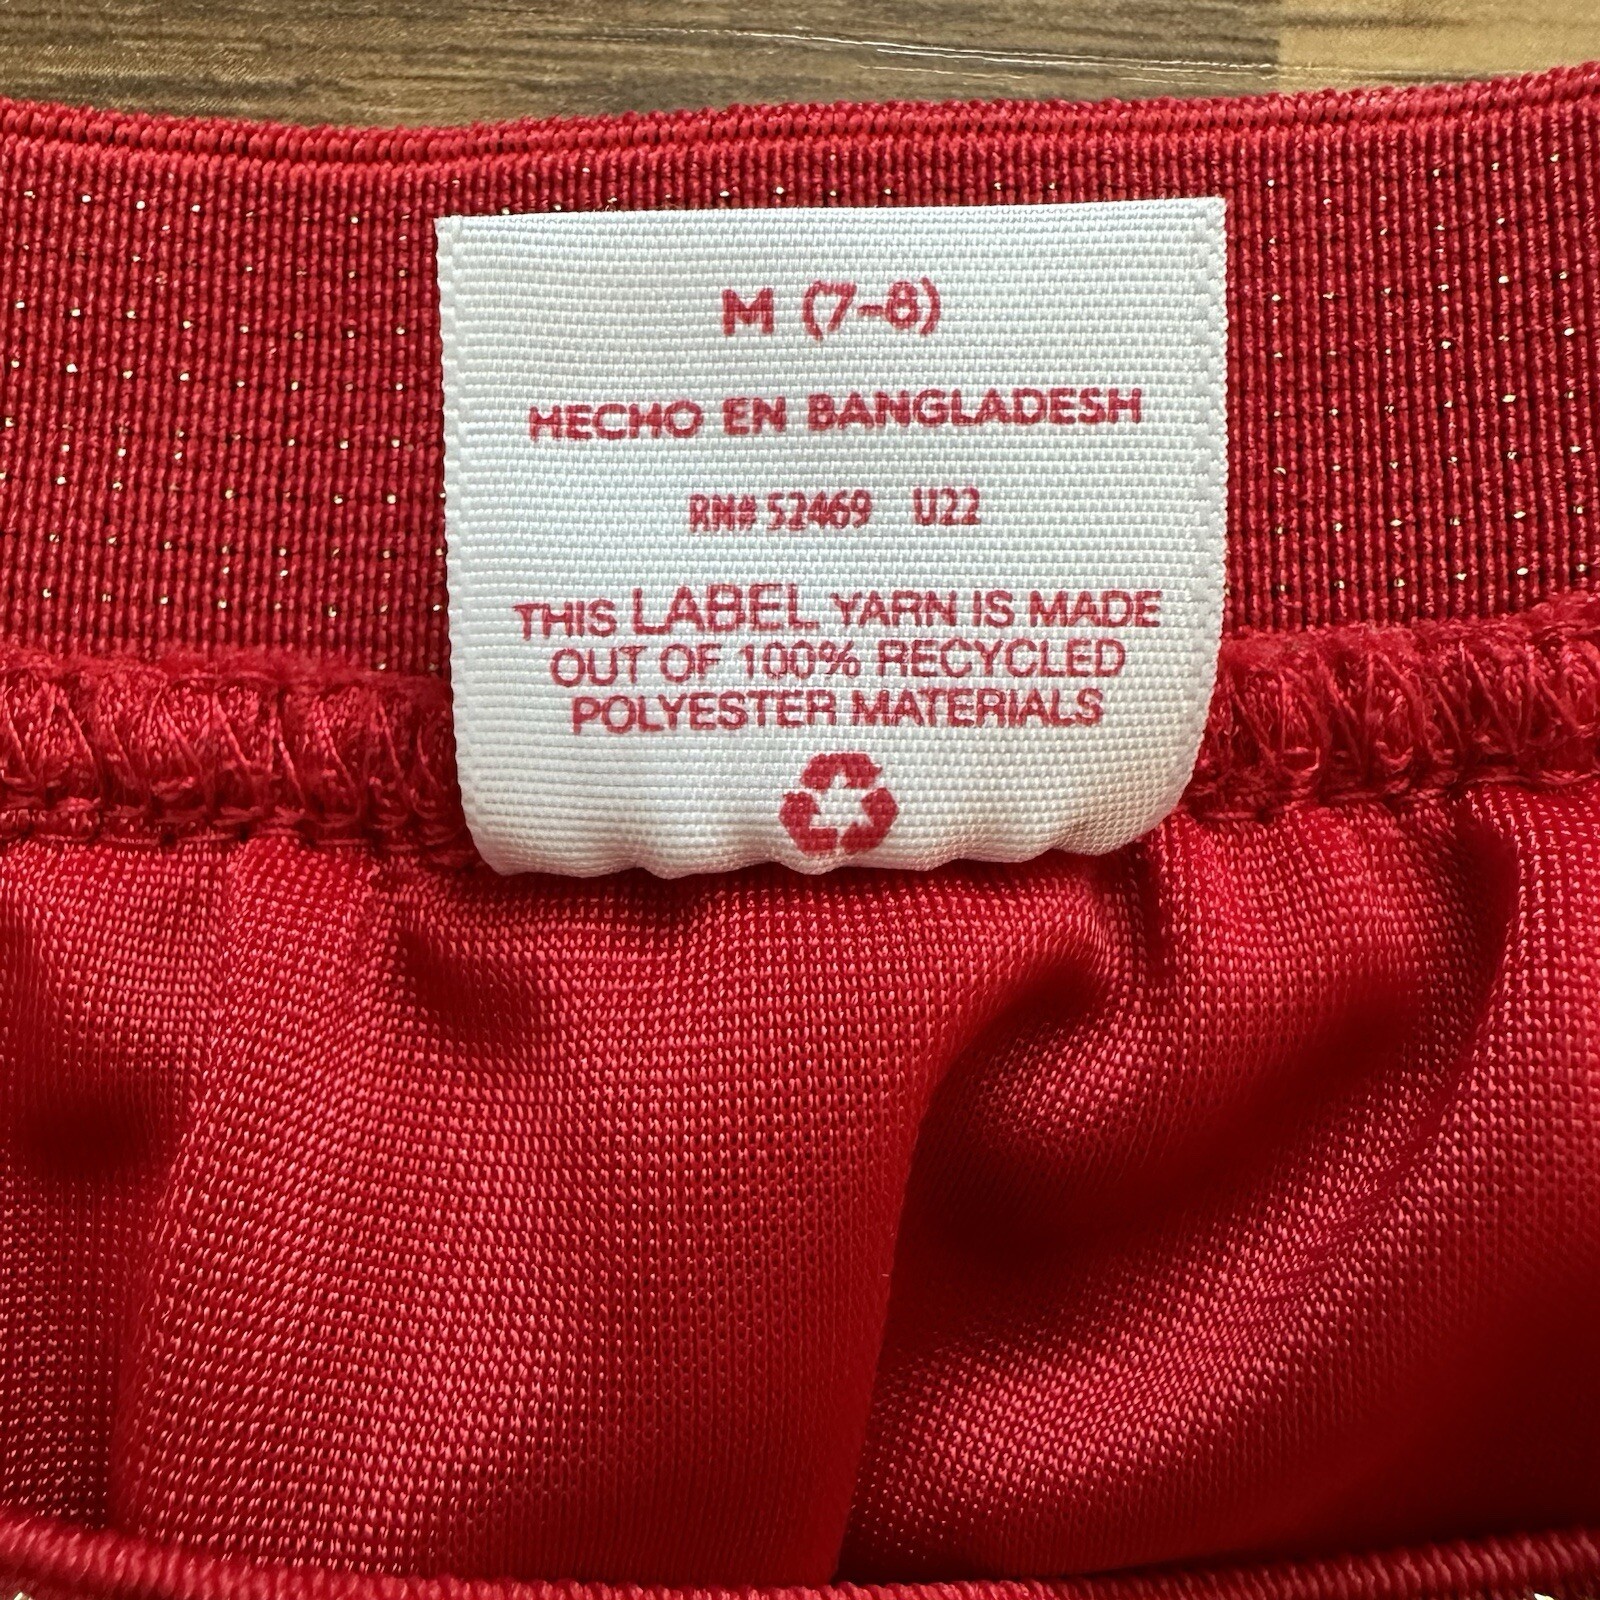 M (7-8)
HECHO EN BANGLADESH
RN# 52469 U22
THIS LABEL YARN IS MADE
OUT OF 100% RECYCLED
POLYESTER MATERIALS